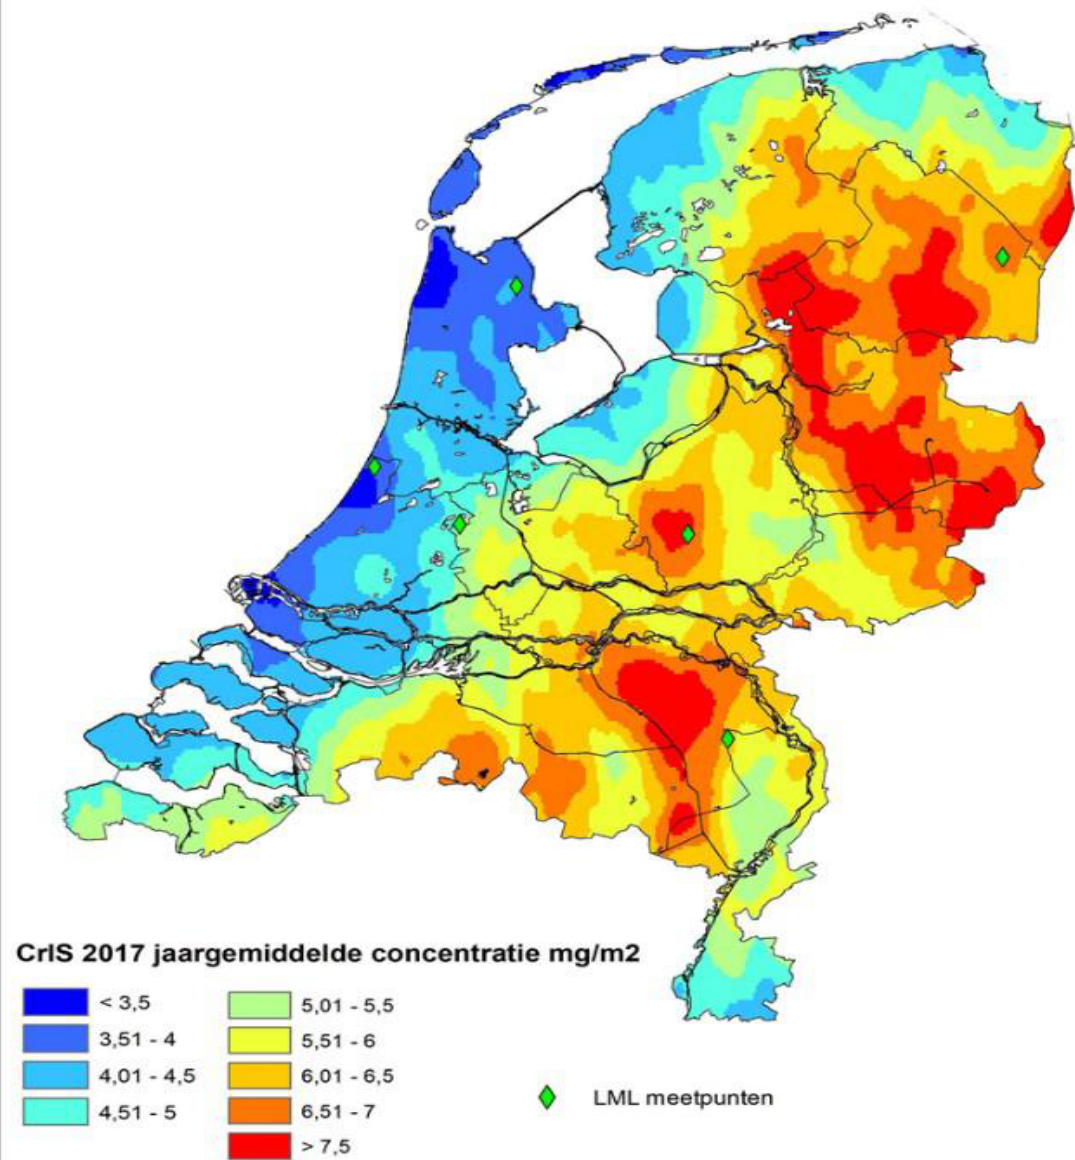 CrIS 2017 jaargemiddelde concentratie mg/m2
< 3,5
3,51 - 4
4,01 - 4,5
4,51 - 5
5,01 - 5,5
5,51 - 6
6,01 - 6,5
6,51 - 7
> 7,5
LML meetpunten